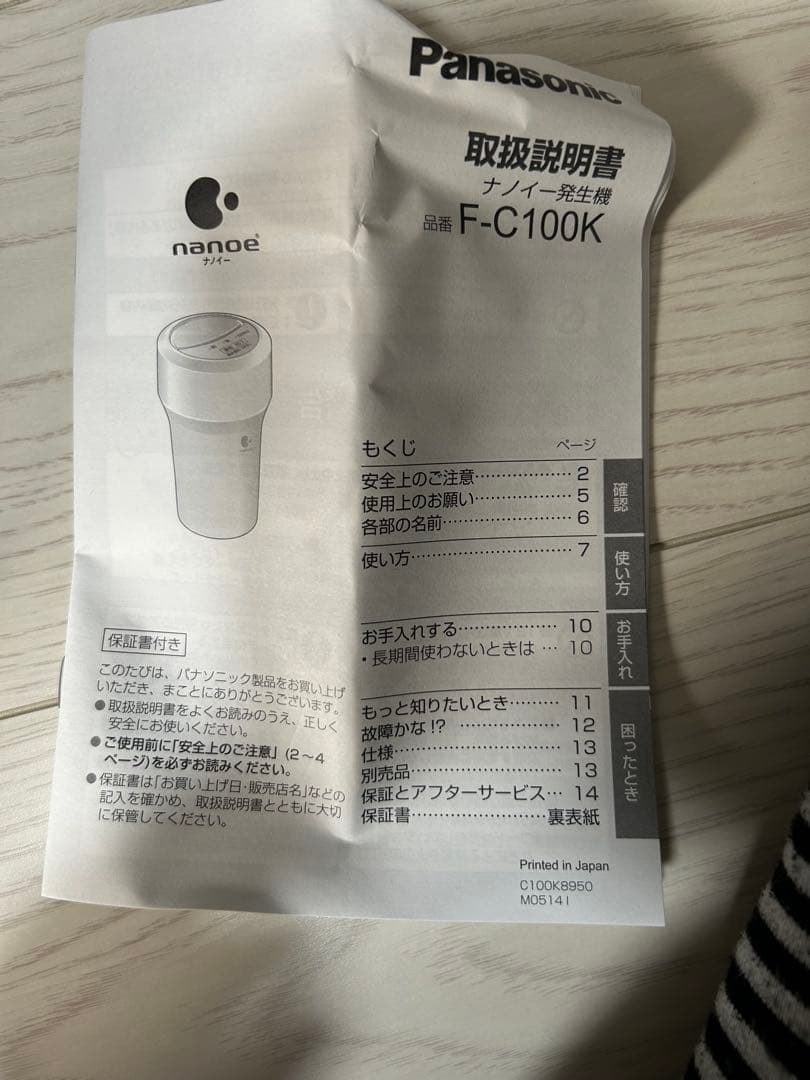 Panasonic
取扱説明書
ナノイー発生機
品番 F-C100K
nanoe®
ナノイー
もくじ ページ
安全上のご注意………………… 2
使用上のお願い………………… 5
各部の名前……………………… 6
使い方…………………………… 7
お手入れする………………… 10
・長期間使わないときは … 10
もっと知りたいとき……… 11
故障かな!? ……………… 12
仕様………………………… 13
別売品……………………… 13
保証とアフターサービス… 14
保証書…………………… 裏表紙
確認
使い方
お手入れ
困ったとき
保証書付き
このたびは、パナソニック製品をお買い上げ
いただき、まことにありがとうございます。
●取扱説明書をよくお読みのうえ、正しく
安全にお使いください。
●ご使用前に「安全上のご注意」(2～4
ページ)を必ずお読みください。
●保証書は「お買い上げ日・販売店名」などの
記入を確かめ、取扱説明書とともに大切
に保管してください。
Printed in Japan
C100K8950
M0514I